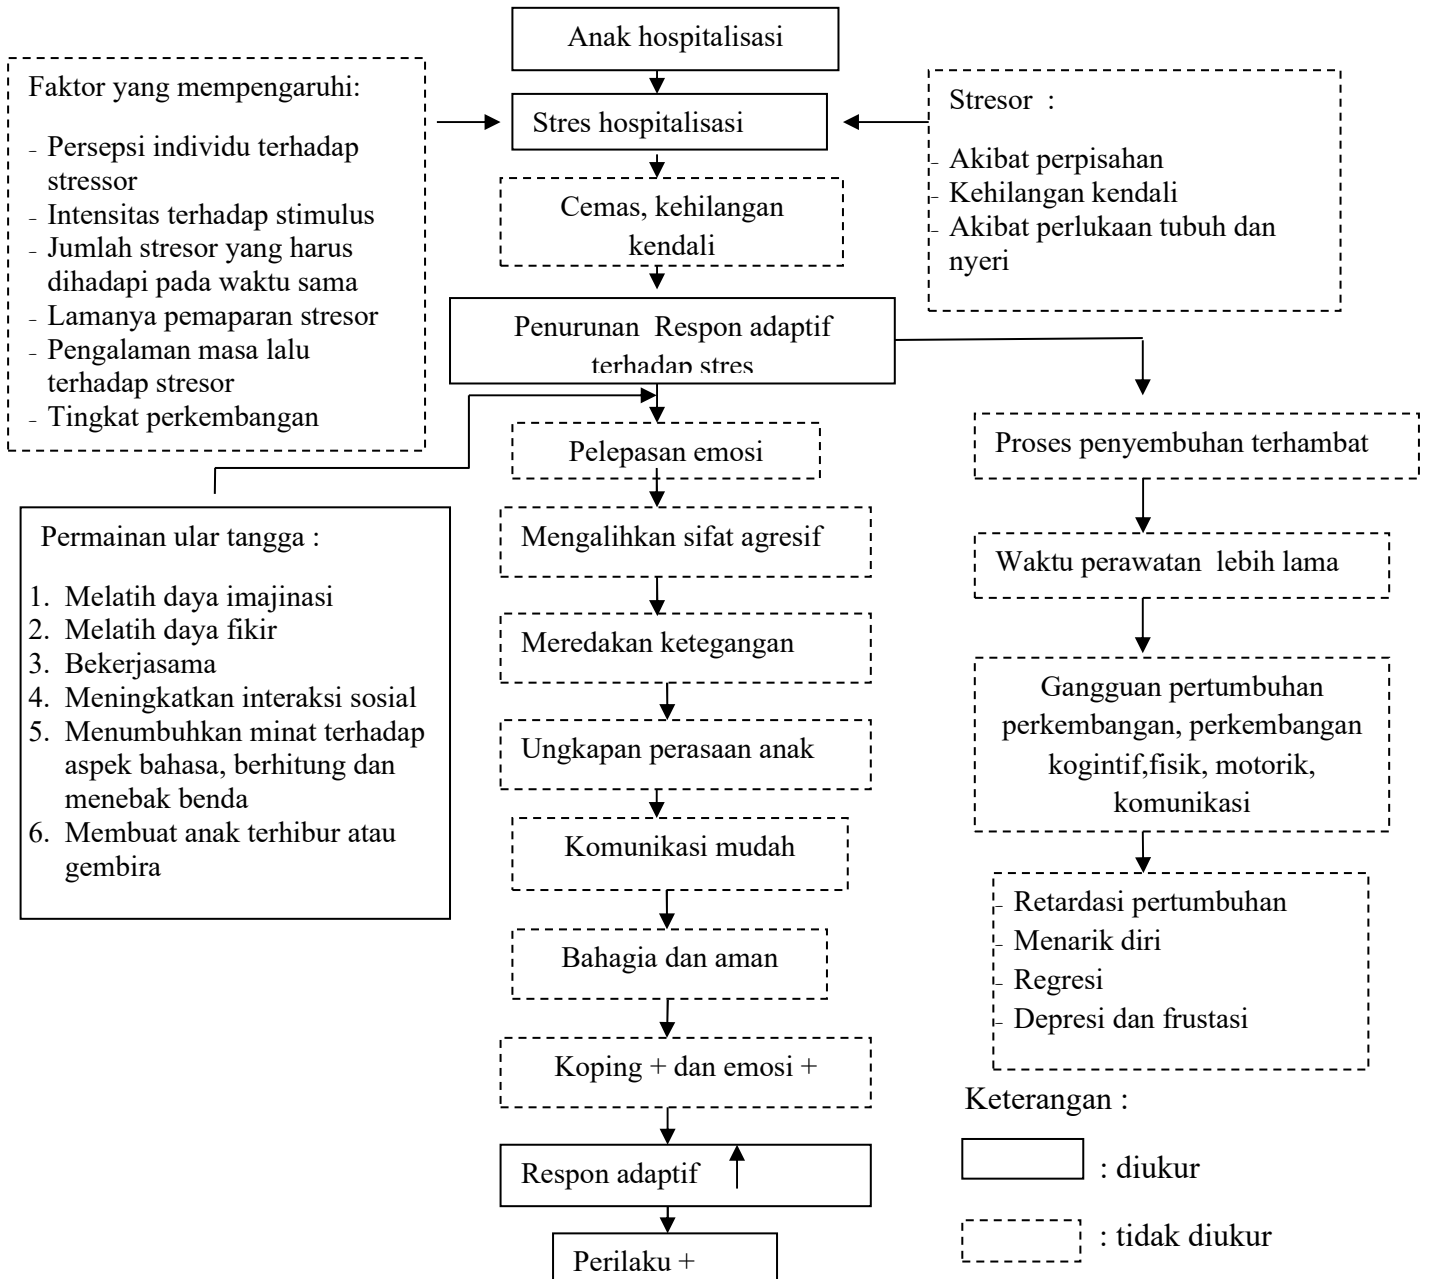 Anak hospitalisasi
Faktor yang mempengaruhi:
- Persepsi individu terhadap
stressor
- Intensitas terhadap stimulus
- Jumlah stresor yang harus
dihadapi pada waktu sama
- Lamanya pemaparan stresor
- Pengalaman masa lalu
terhadap stresor
- Tingkat perkembangan
Stres hospitalisasi
Stresor :
- Akibat perpisahan
- Kehilangan kendali
- Akibat perlukaan tubuh dan
nyeri
Cemas, kehilangan
kendali
Penurunan Respon adaptif
terhadap stres
Pelepasan emosi
Mengalihkan sifat agresif
Meredakan ketegangan
Ungkapan perasaan anak
Komunikasi mudah
Bahagia dan aman
Koping + dan emosi +
Respon adaptif
Perilaku +
Permainan ular tangga :
1. Melatih daya imajinasi
2. Melatih daya fikir
3. Bekerjasama
4. Meningkatkan interaksi sosial
5. Menumbuhkan minat terhadap
aspek bahasa, berhitung dan
menebak benda
6. Membuat anak terhibur atau
gembira
Proses penyembuhan terhambat
Waktu perawatan lebih lama
Gangguan pertumbuhan
perkembangan, perkembangan
kogintif,fisik, motorik,
komunikasi
- Retardasi pertumbuhan
- Menarik diri
- Regresi
- Depresi dan frustasi
Keterangan :
: diukur
: tidak diukur